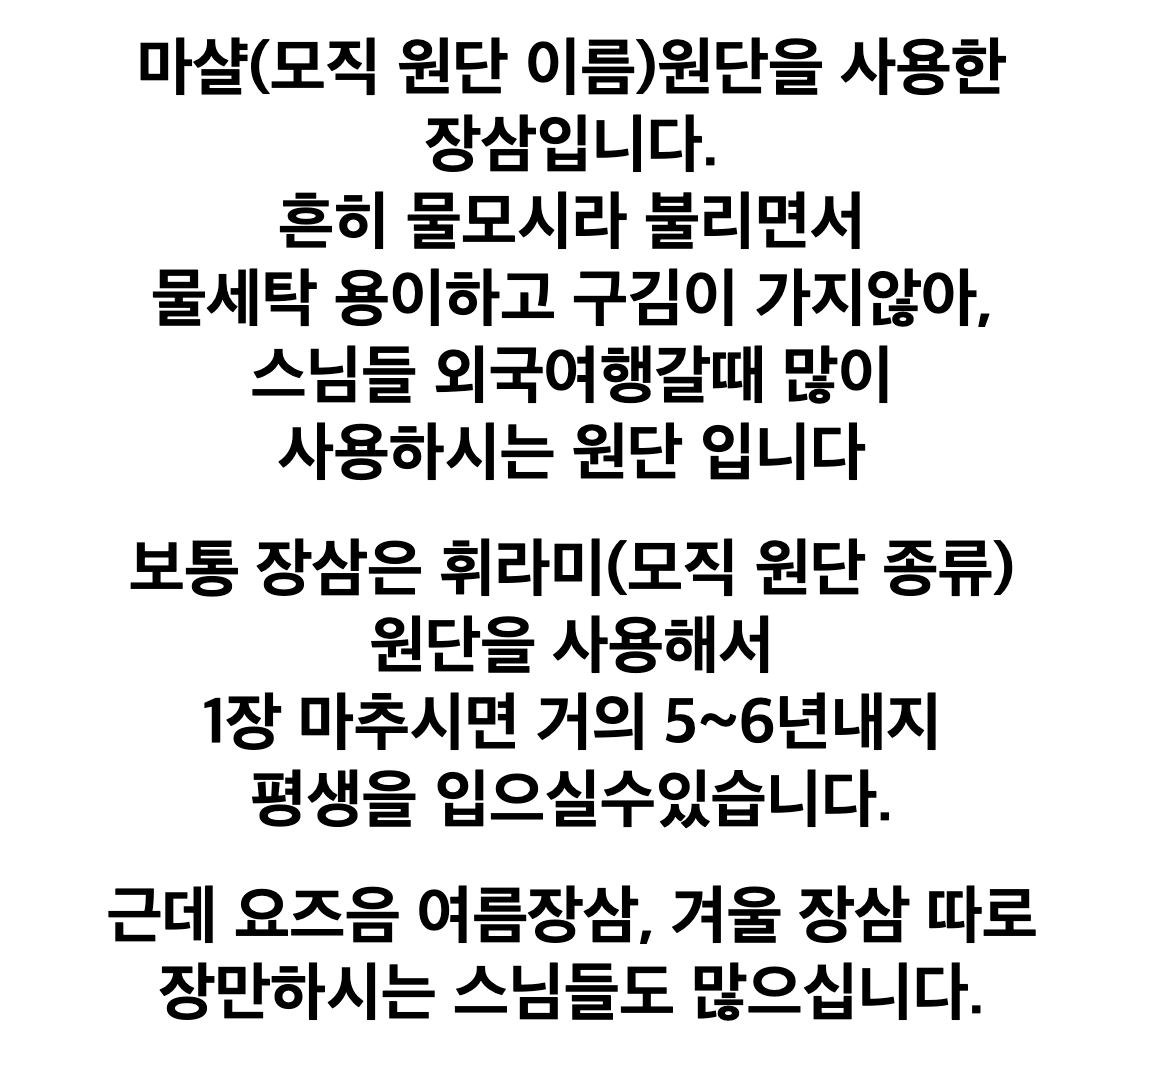 마샬(모직 원단 이름)원단을 사용한
장삼입니다.
흔히 물모시라 불리면서
물세탁 용이하고 구김이 가지않아,
스님들 외국여행갈때 많이
사용하시는 원단 입니다
보통 장삼은 휘라미(모직 원단 종류)
원단을 사용해서
1장 마추시면 거의 5~6년내지
평생을 입으실수있습니다.
근데 요즈음 여름장삼, 겨울 장삼 따로
장만하시는 스님들도 많으십니다.